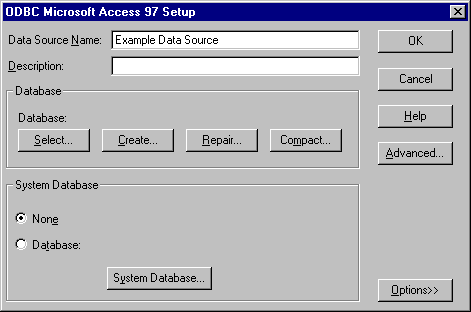 ODBC Microsoft Access 97 Setup
Data Source Name: Example Data Source
OK
Description:
Cancel
Database
Database:
Help
Select... Create... Repair... Compact...
Advanced...
System Database
None
Database:
System Database...
Options>>